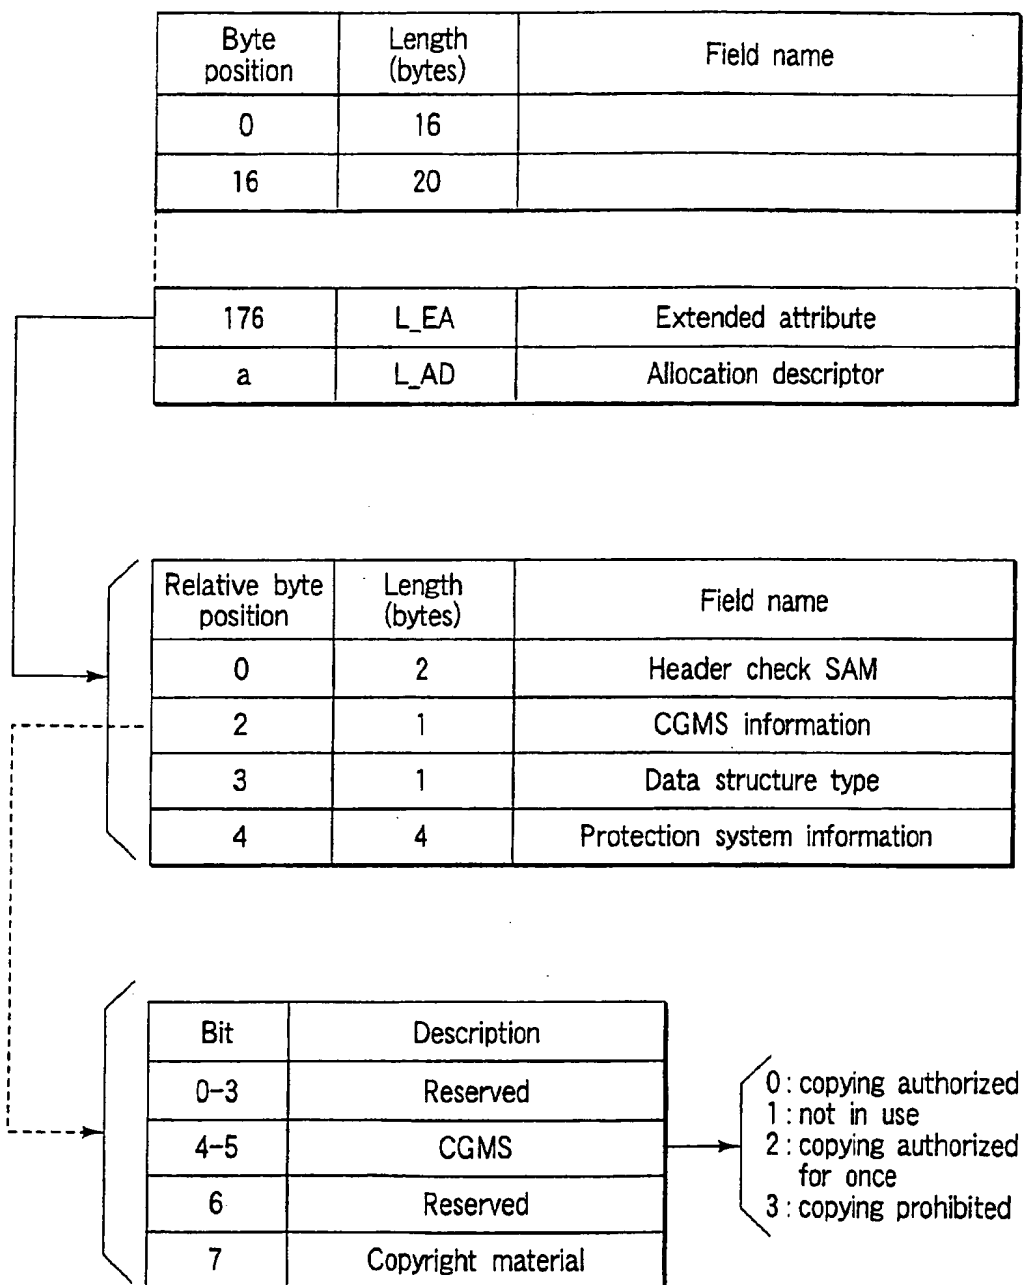 Byte position Length (bytes) Field name
0 16
16 20
176 L_EA Extended attribute
a L_AD Allocation descriptor
Relative byte position Length (bytes) Field name
0 2 Header check SAM
2 1 CGMS information
3 1 Data structure type
4 4 Protection system information
Bit Description
0-3 Reserved
4-5 CGMS
6 Reserved
7 Copyright material
0: copying authorized
1: not in use
2: copying authorized
for once
3: copying prohibited